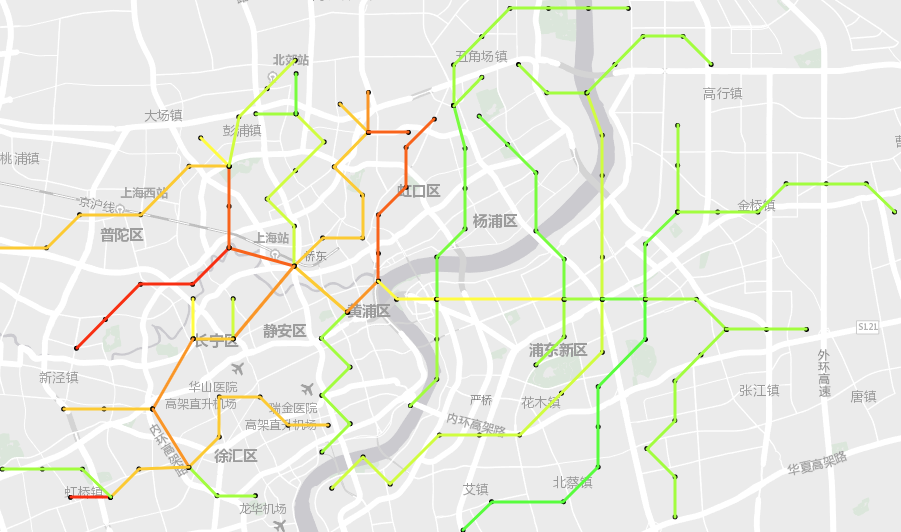 北郊站
五角场镇
高行镇
大场镇
彭浦镇
桃浦镇
曹
上海西站
虹口区
京沪线
金桥镇
杨浦区
普陀区
上海站
桥东
黄浦区
静安区
长宁区
SL2L
浦东新区
外环高速
新泾镇
华山医院
高架直升机场
张江镇
唐镇
严桥
花木镇
瑞金医院
高架直升机场
内环高架路
内环高架路
徐汇区
华夏高架路
虹桥镇
艾镇
北蔡镇
龙华机场